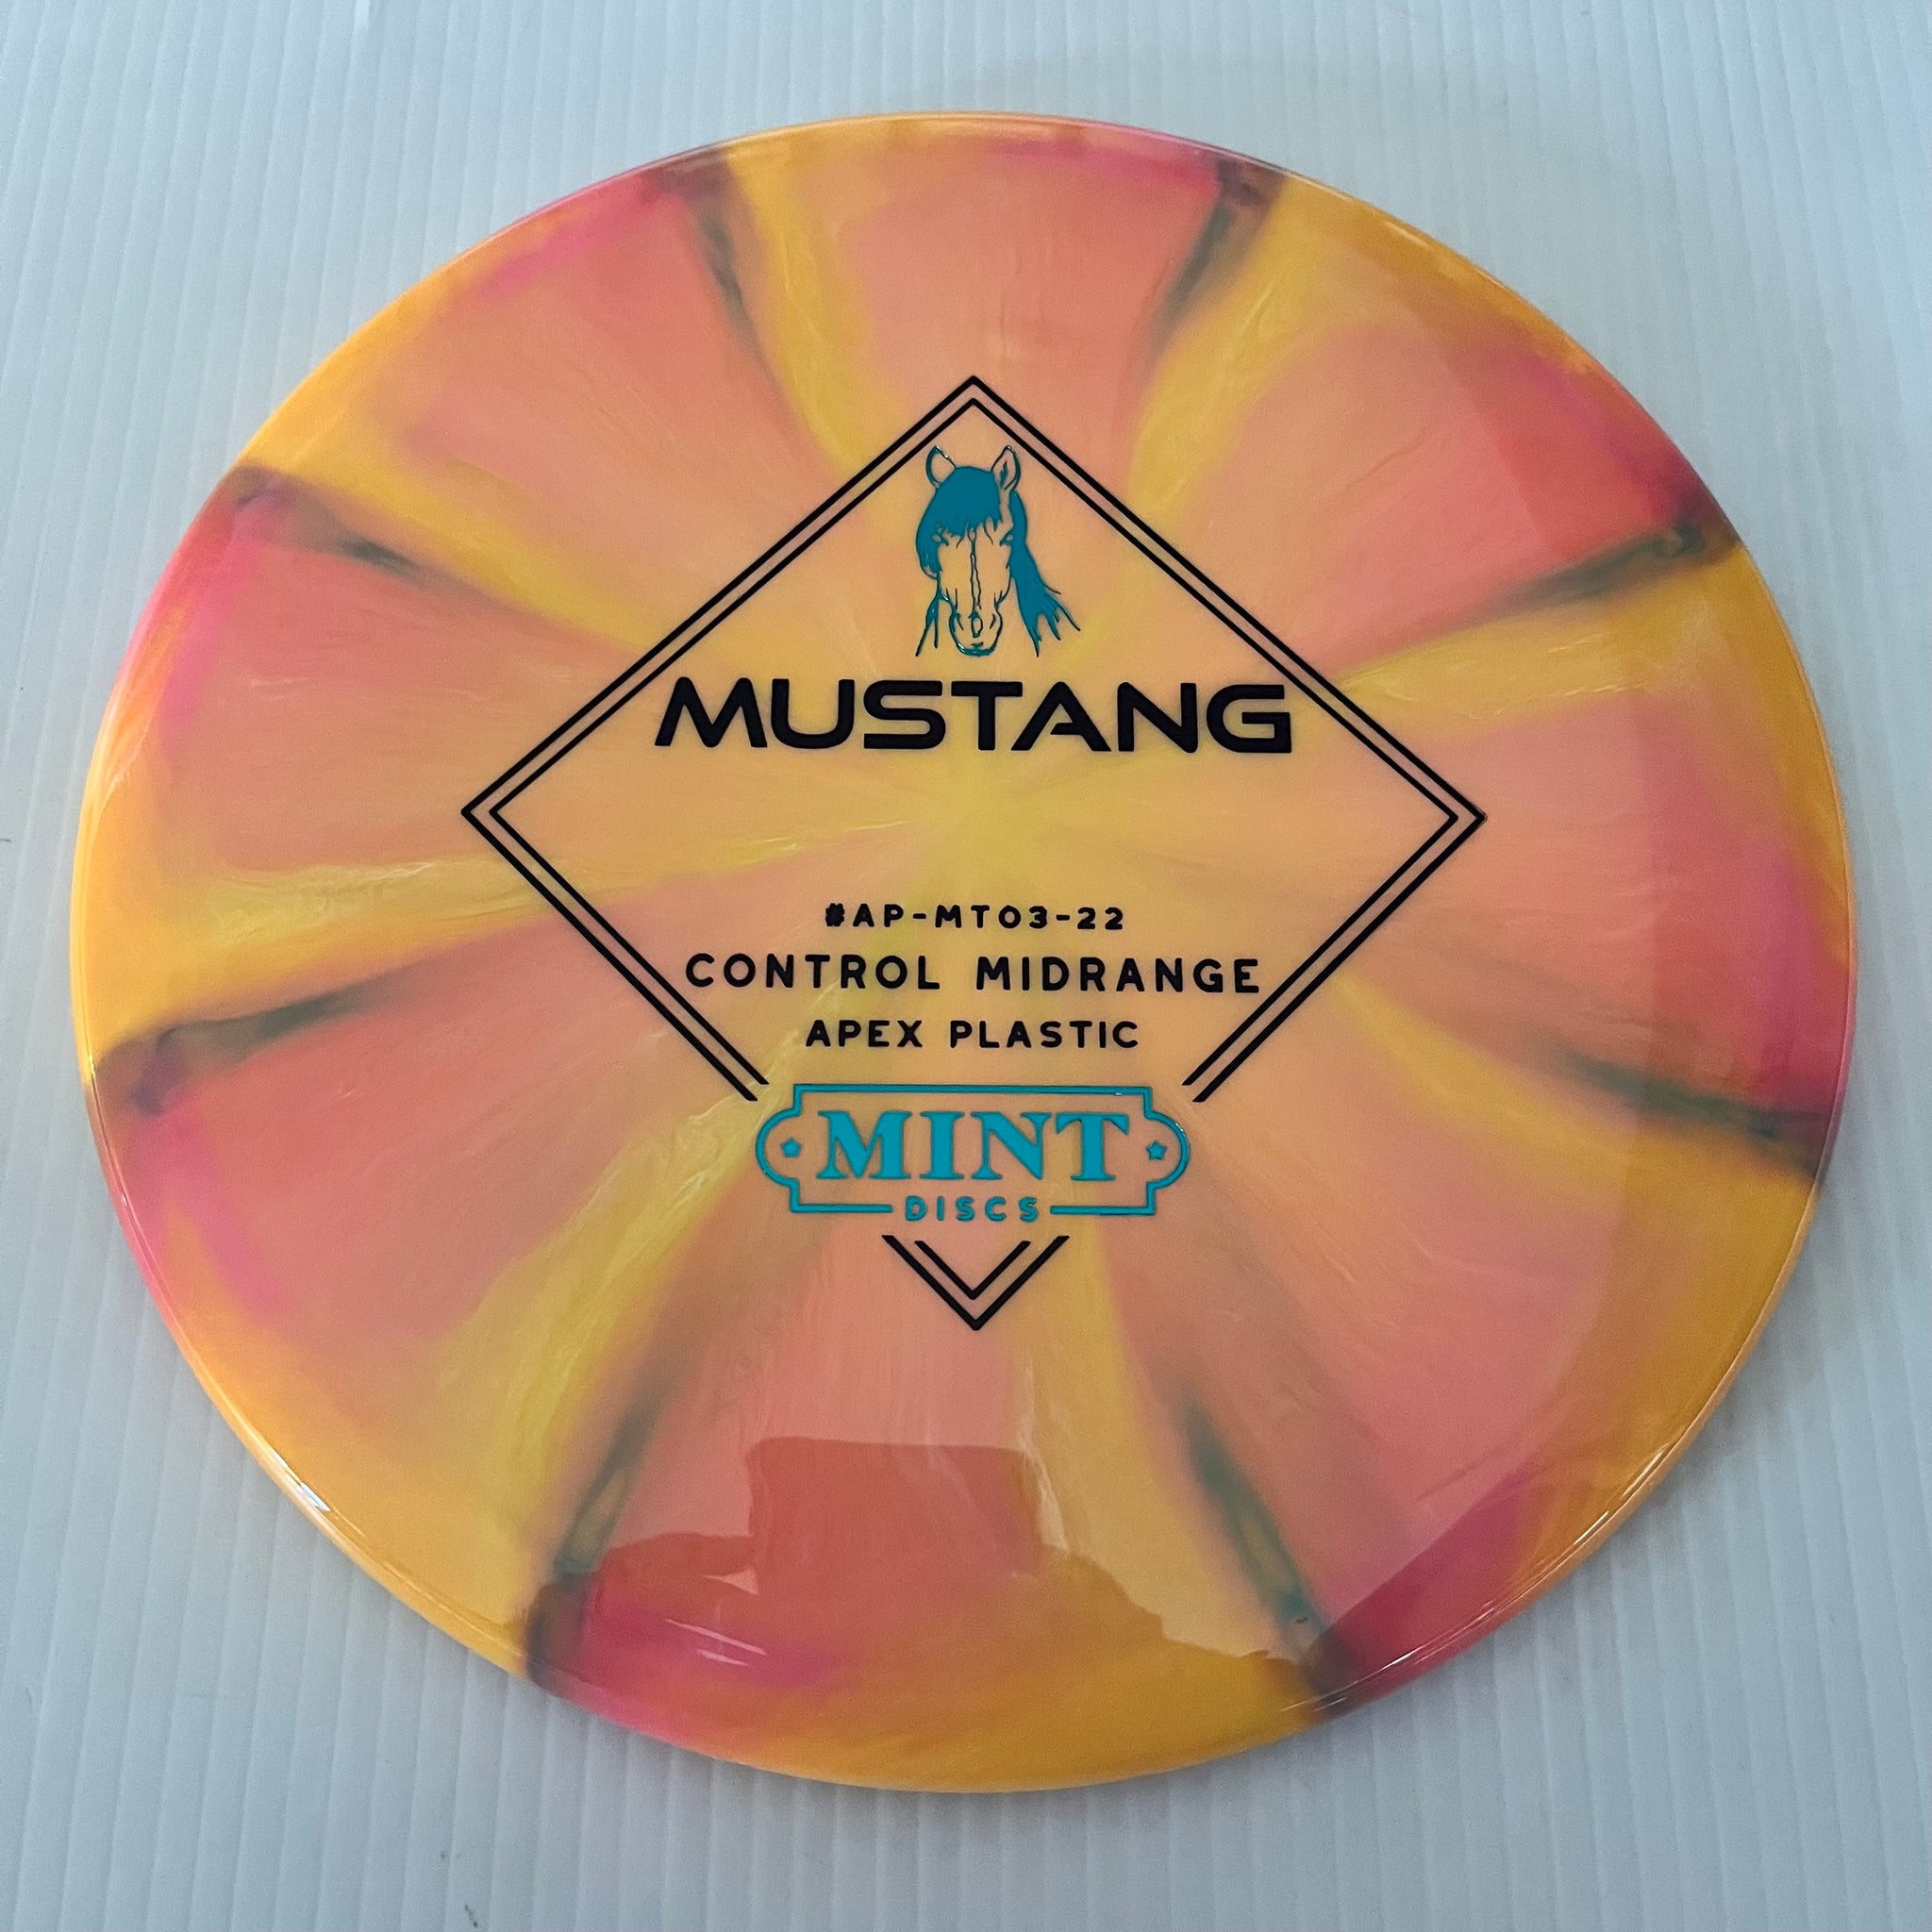 MUSTANG
#AP-MT03-22
CONTROL MIDRANGE
APEX PLASTIC
MINT
DISCS